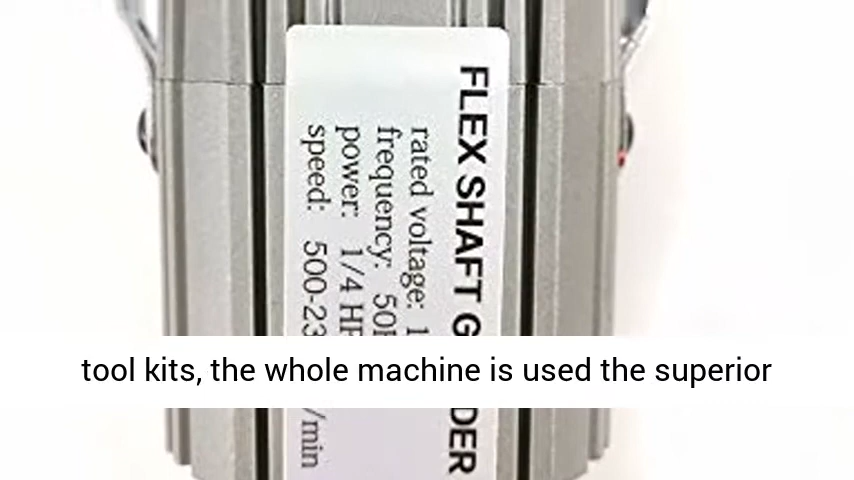 FLEX SHAFT G DER
rated voltage: 1
frequency: 50
power: 1/4 HP
speed: 500-23 /min
tool kits, the whole machine is used the superior